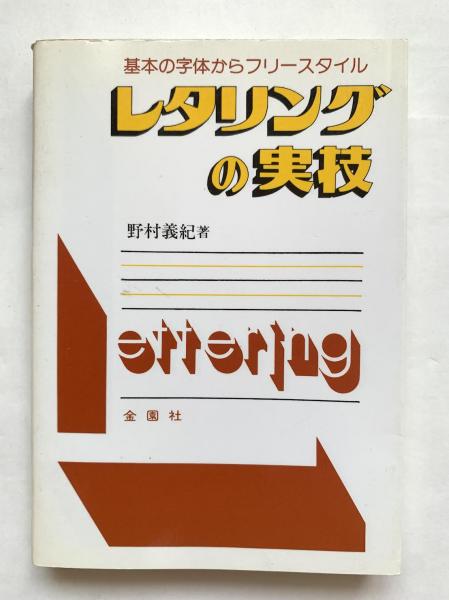 基本の字体からフリースタイル
レタリング
の実技
野村義紀著
Lettering
金園社